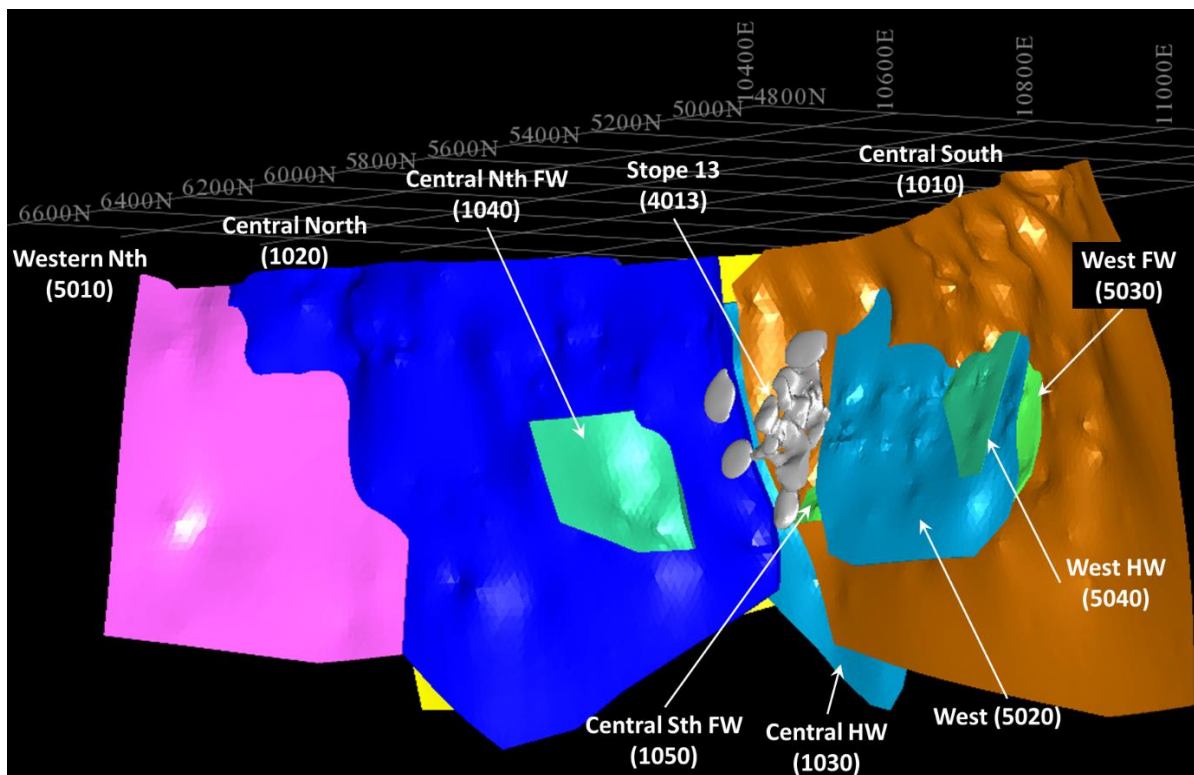 10400E
10600E
10800E
11000E
4800N
5000N
5200N
5400N
5600N
5800N
6000N
6200N
6400N
6600N
Western Nth
(5010)
Central North
(1020)
Central Nth FW
(1040)
Stope 13
(4013)
Central South
(1010)
West FW
(5030)
West HW
(5040)
West (5020)
Central HW
(1030)
Central Sth FW
(1050)